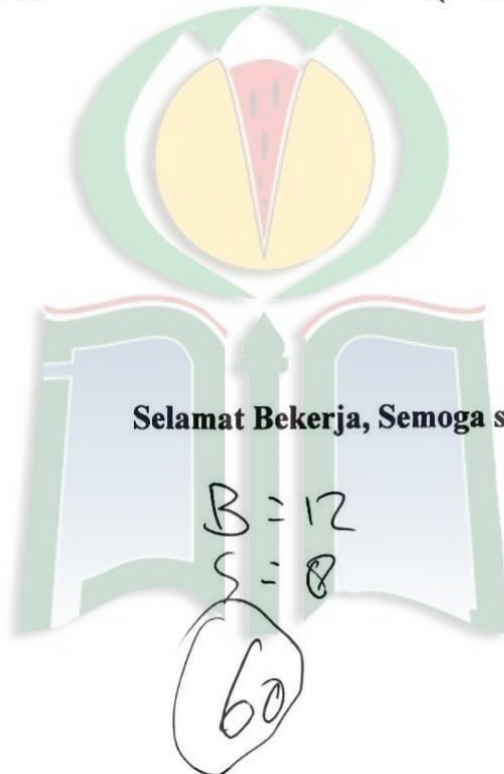 Selamat Bekerja, Semoga s
B = 12
S = 8
60